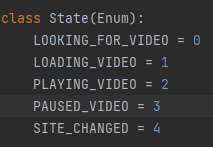 class State(Enum):
    LOOKING_FOR_VIDEO = 0
    LOADING_VIDEO = 1
    PLAYING_VIDEO = 2
    PAUSED_VIDEO = 3
    SITE_CHANGED = 4